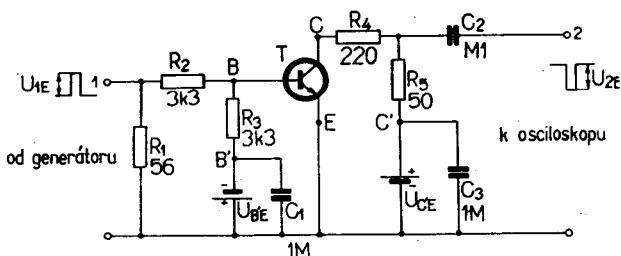 C R4 C2
220 M1 2
T
R2 B
3k3
U1E 1
R5
50
U2E
R3
3k3
E
C'
R1
56
B'
od generátoru
k osciloskopu
- +
UB'E C1
1M
+ -
UC'E
C3
1M